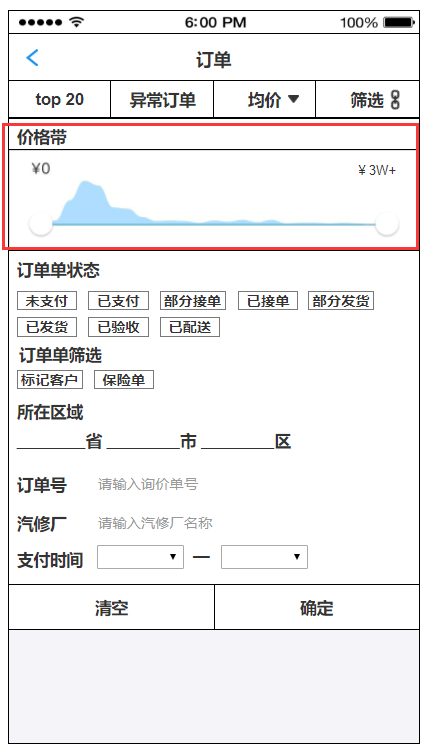 6:00 PM 100%
订单
top 20 异常订单 均价 筛选
价格带
¥0 ¥3W+
订单单状态
未支付 已支付 部分接单 已接单 部分发货
已发货 已验收 已配送
订单单筛选
标记客户 保险单
所在区域
________省 ________市 ________区
订单号 请输入询价单号
汽修厂 请输入汽修厂名称
支付时间 —
清空 确定